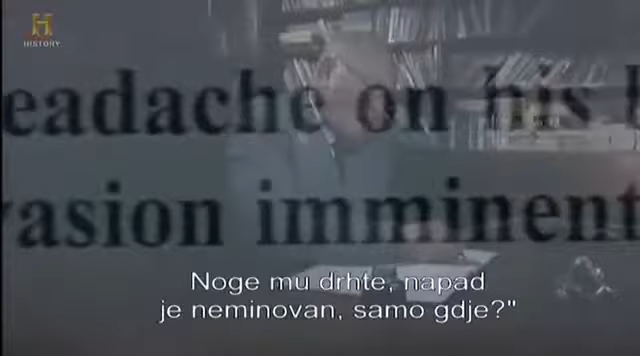 HISTORY
eadache on his
vasion imminent
Noge mu drhte, napad
je neminovan, samo gdje?"